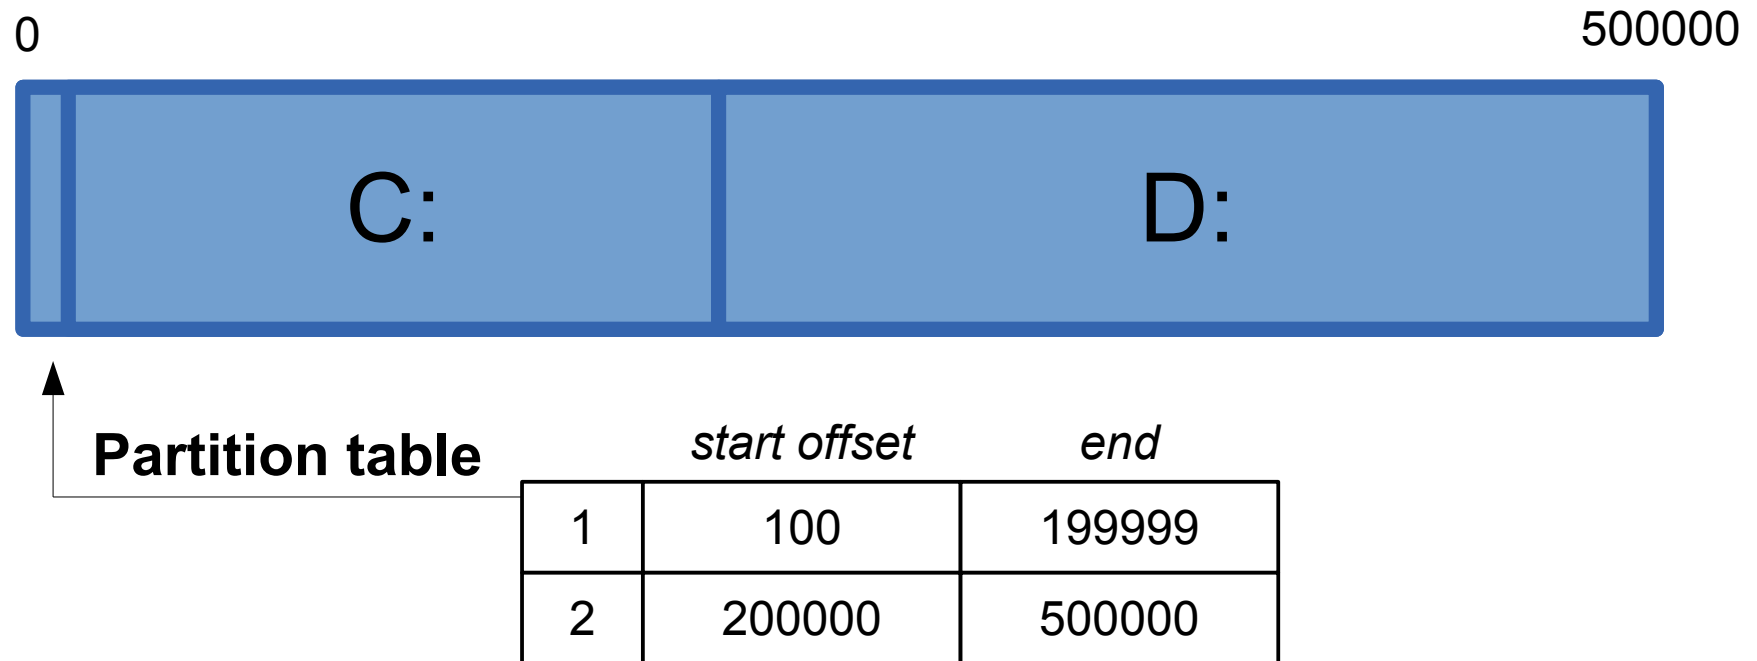 0 500000
C: D:
Partition table
start offset end
1 100 199999
2 200000 500000